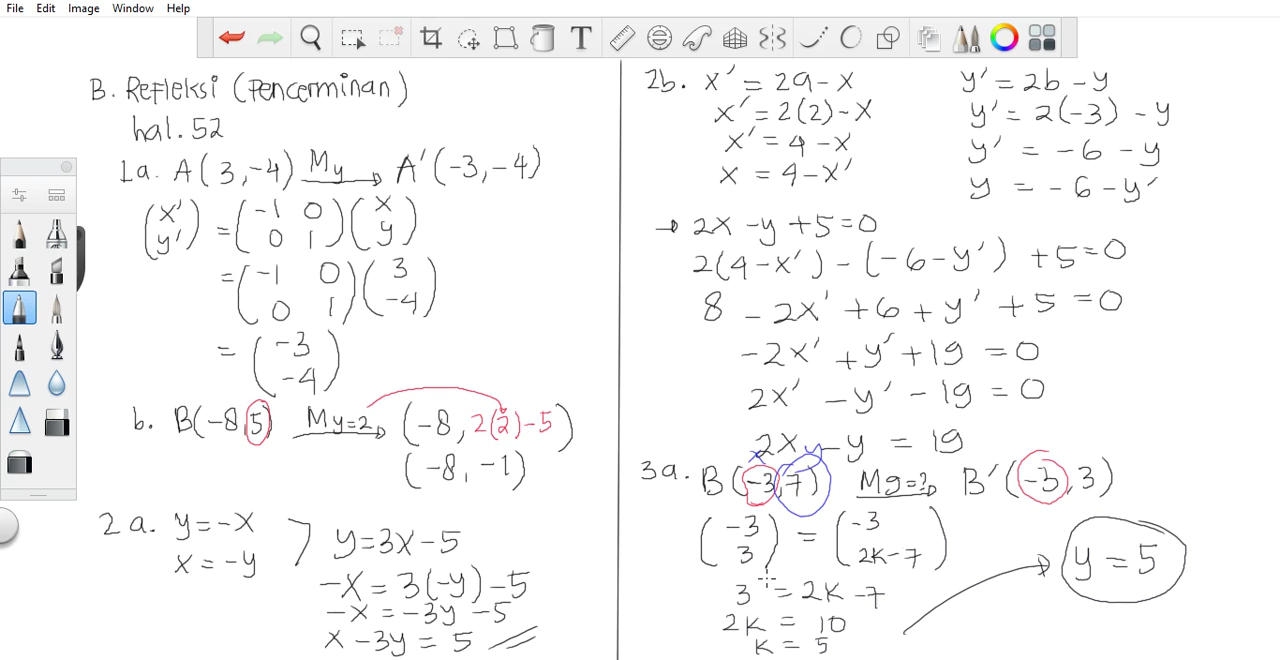 File Edit Image Window Help
T
B. Refleksi (Pencerminan)
hal. 52
1a. A(3, -4) My → A'(-3, -4)
(x' y') = (-1 0 0 1)(x y)
= (-1 0 0 1)(3 -4)
= (-3 -4)
b. B(-8, 5) My=2 → (-8, 2(2)-5)
(-8, -1)
2a. y = -x
x = -y
y = 3x - 5
-x = 3(-y) - 5
-x = -3y - 5
x - 3y = 5
2b. x' = 2a - x
x' = 2(2) - x
x' = 4 - x
x = 4 - x'
y' = 2b - y
y' = 2(-3) - y
y' = -6 - y
y = -6 - y'
→ 2x - y + 5 = 0
2(4 - x') - (-6 - y') + 5 = 0
8 - 2x' + 6 + y' + 5 = 0
-2x' + y' + 19 = 0
2x' - y' - 19 = 0
2x - y = 19
x y
3a. B(-3, 7) My=? → B'(-3, 3)
(-3 3) = (-3 2k-7)
3 = 2k - 7
2k = 10
k = 5
y = 5